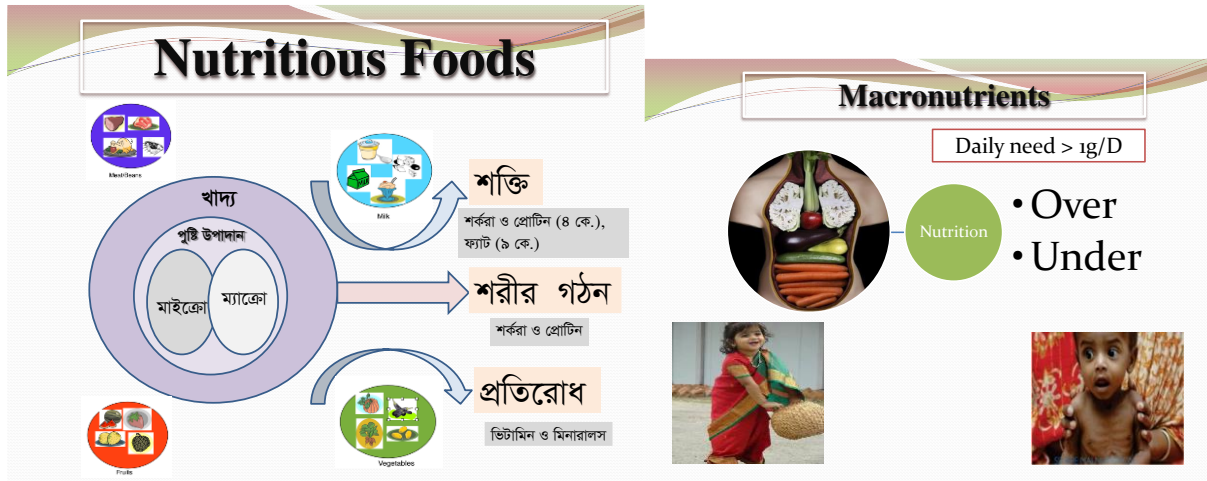 Nutritious Foods
Meat/Beans
Milk
খাদ্য
পুষ্টি উপাদান
মাইক্রো
ম্যাক্রো
শক্তি
শর্করা ও প্রোটিন (৪ কে.),
ফ্যাট (৯ কে.)
শরীর গঠন
শর্করা ও প্রোটিন
প্রতিরোধ
ভিটামিন ও মিনারালস
Fruits
Vegetables
Macronutrients
Daily need > 1g/D
Nutrition
• Over
• Under